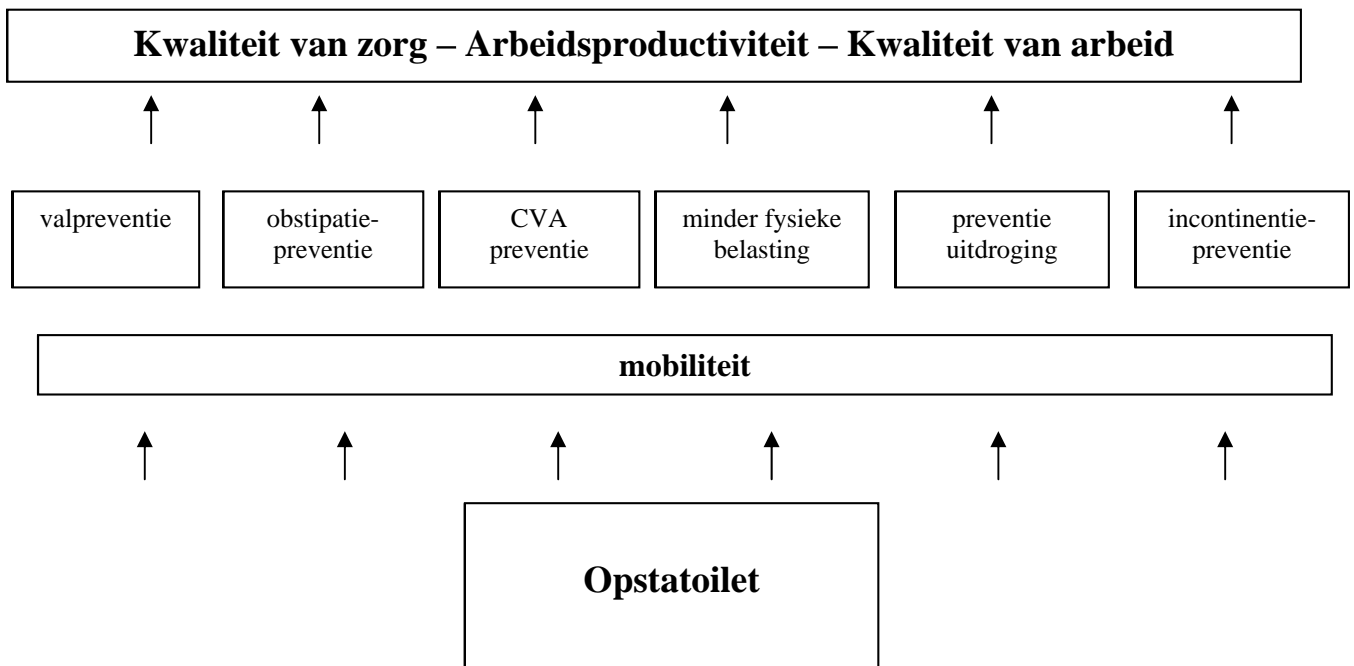 Kwaliteit van zorg – Arbeidsproductiviteit – Kwaliteit van arbeid
valpreventie
obstipatie-
preventie
CVA
preventie
minder fysieke
belasting
preventie
uitdroging
incontinentie-
preventie
mobiliteit
Opstatoilet